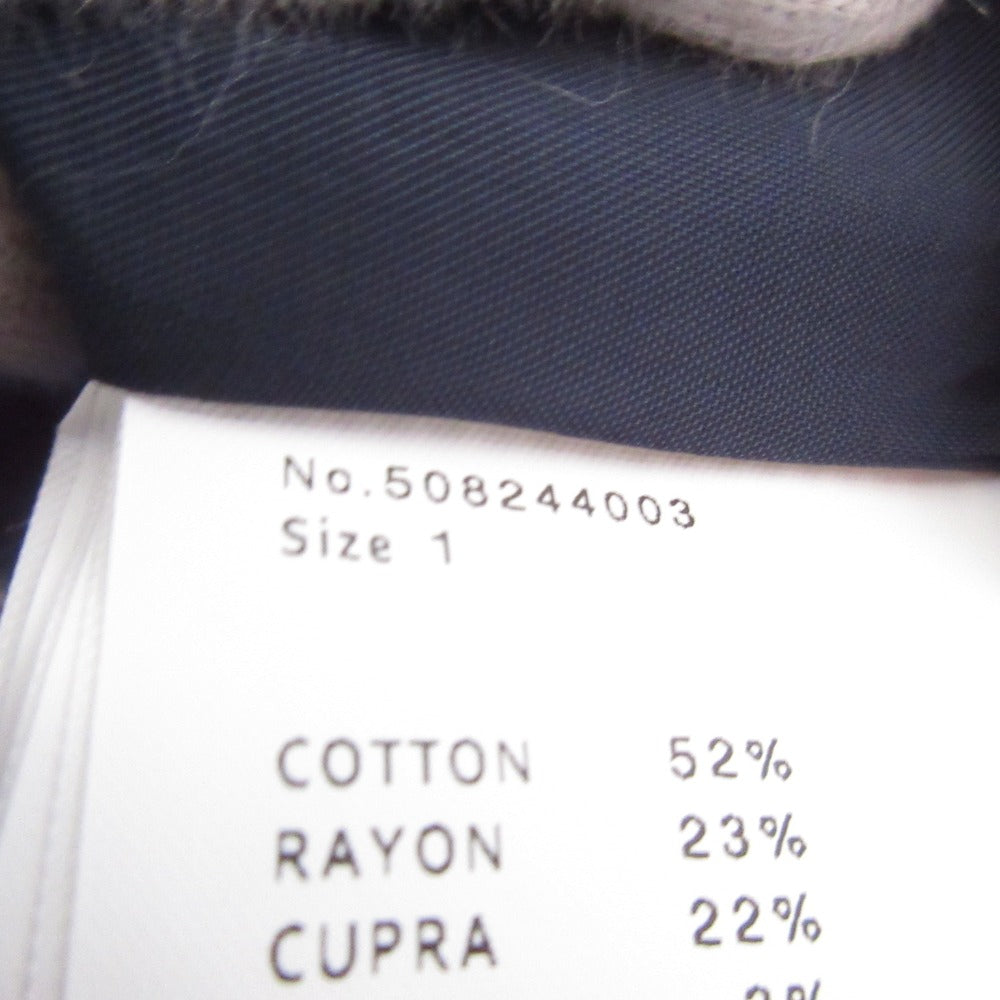 No.508244003
Size 1
COTTON 52%
RAYON 23%
CUPRA 22%